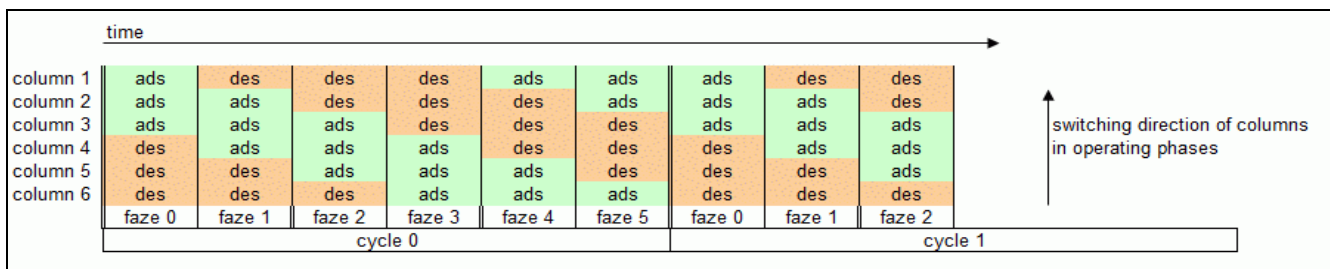 time
column 1 ads des des des ads ads ads des des
column 2 ads ads des des des ads ads ads des
column 3 ads ads ads des des des ads ads ads
switching direction of columns
column 4 des ads ads ads des des des ads ads
in operating phases
column 5 des des ads ads ads des des des ads
column 6 des des des ads ads ads des des des
faze 0 faze 1 faze 2 faze 3 faze 4 faze 5 faze 0 faze 1 faze 2
cycle 0 cycle 1